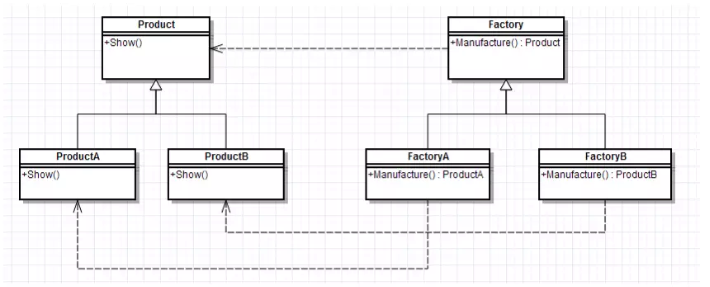 Product
+Show()
Factory
+Manufacture() : Product
ProductA
+Show()
ProductB
+Show()
FactoryA
+Manufacture() : ProductA
FactoryB
+Manufacture() : ProductB